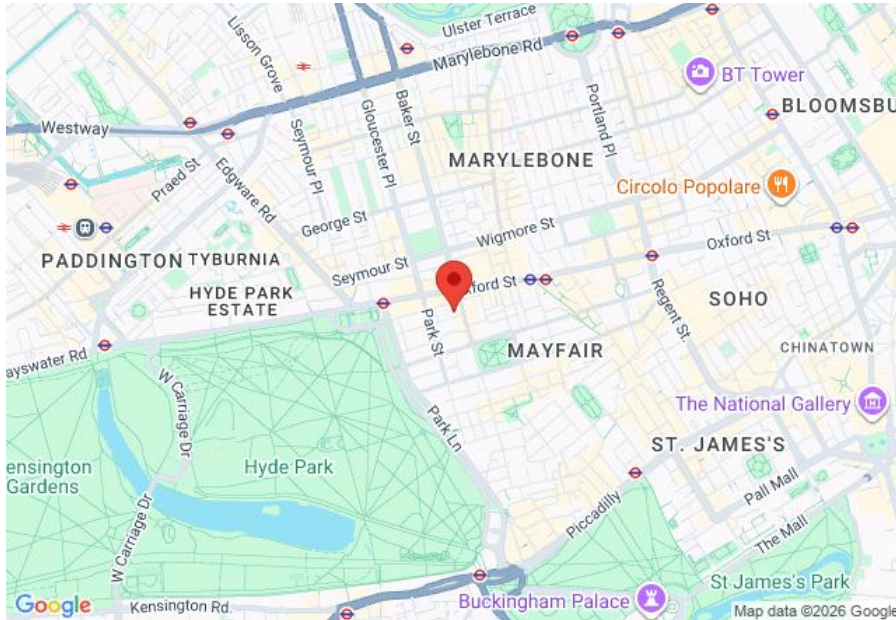 Ulster Terrace
Lisson Grove
Marylebone Rd
BT Tower
BLOOMSBU
Westway
Baker St
Gloucester Pl
Portland Pl
Seymour Pl
MARYLEBONE
Praed St
Edgware Rd
Circolo Popolare
George St
Wigmore St
Oxford St
PADDINGTON
TYBURNIA
Seymour St
HYDE PARK
ESTATE
xford St
Regent St.
SOHO
Park St
MAYFAIR
CHINATOWN
ayswater Rd
W Carriage Dr
The National Gallery
Park Ln
ST. JAMES'S
ensington
Gardens
Hyde Park
Pall Mall
Piccadilly
The Mall
W Carriage Dr
St James's Park
Google
Kensington Rd.
Buckingham Palace
Map data ©2026 Google